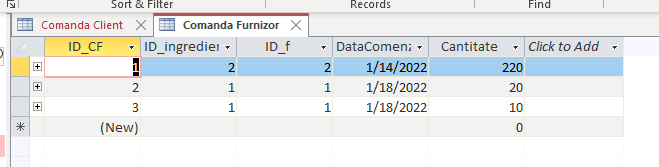 Sort & Filter Records Find
Comanda Client Comanda Furnizor
ID_CF ID_ingredien ID_f DataComenz Cantitate Click to Add
1 2 2 1/14/2022 220
2 1 1 1/18/2022 20
3 1 1 1/18/2022 10
(New) 0